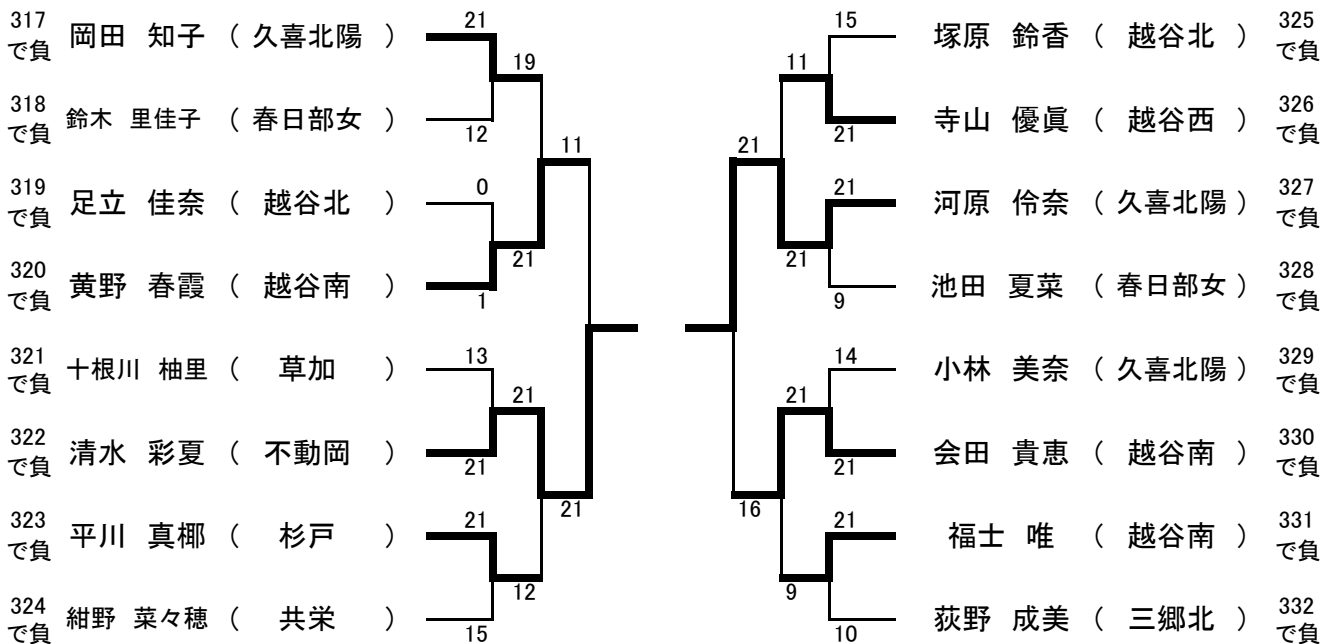 317 で負 岡田 知子 ( 久喜北陽 ) 21
19
318 で負 鈴木 里佳子 ( 春日部女 ) 12
11
319 で負 足立 佳奈 ( 越谷北 ) 0
21
320 で負 黄野 春霞 ( 越谷南 ) 1
321 で負 十根川 柚里 ( 草加 ) 13
21
322 で負 清水 彩夏 ( 不動岡 ) 21
21
323 で負 平川 真梛 ( 杉戸 ) 21
12
324 で負 紺野 菜々穂 ( 共栄 ) 15
15 塚原 鈴香 ( 越谷北 ) 325 で負
11
21 寺山 優眞 ( 越谷西 ) 326 で負
21
21 河原 伶奈 ( 久喜北陽 ) 327 で負
21
9 池田 夏菜 ( 春日部女 ) 328 で負
14 小林 美奈 ( 久喜北陽 ) 329 で負
21
21 会田 貴恵 ( 越谷南 ) 330 で負
16
21 福士 唯 ( 越谷南 ) 331 で負
9
10 荻野 成美 ( 三郷北 ) 332 で負